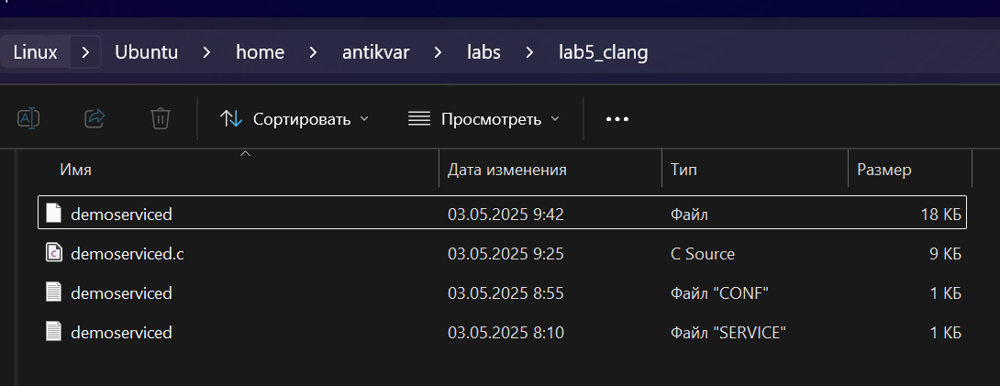 Linux > Ubuntu > home > antikvar > labs > lab5_clang
Сортировать Просмотреть ...
Имя Дата изменения Тип Размер
demoserviced 03.05.2025 9:42 Файл 18 КБ
demoserviced.c 03.05.2025 9:25 C Source 9 КБ
demoserviced 03.05.2025 8:55 Файл "CONF" 1 КБ
demoserviced 03.05.2025 8:10 Файл "SERVICE" 1 КБ